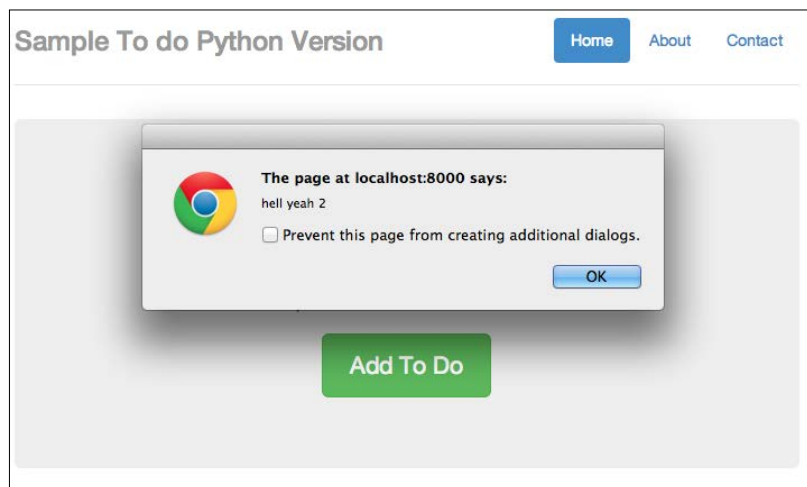 Sample To do Python Version
Home
About
Contact
The page at localhost:8000 says:
hell yeah 2
Prevent this page from creating additional dialogs.
OK
Add To Do